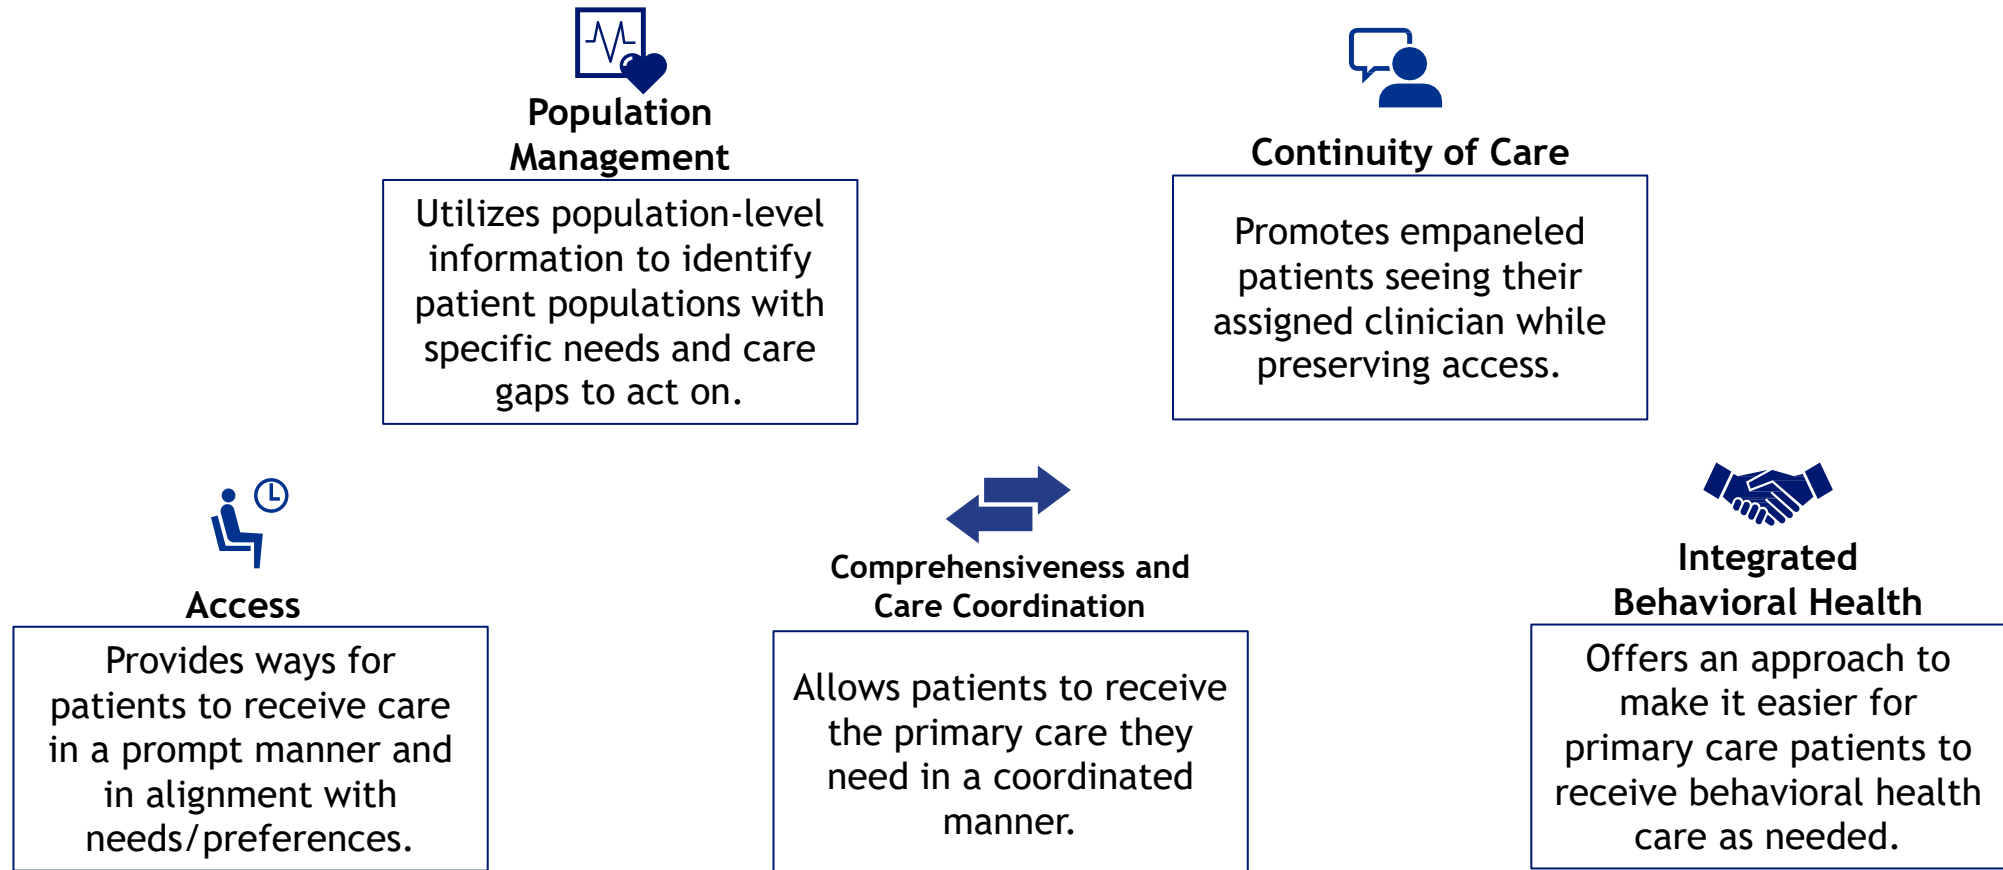 Population
Management
Utilizes population-level
information to identify
patient populations with
specific needs and care
gaps to act on.
Continuity of Care
Promotes empaneled
patients seeing their
assigned clinician while
preserving access.
Access
Provides ways for
patients to receive care
in a prompt manner and
in alignment with
needs/preferences.
Comprehensiveness and
Care Coordination
Allows patients to receive
the primary care they
need in a coordinated
manner.
Integrated
Behavioral Health
Offers an approach to
make it easier for
primary care patients to
receive behavioral health
care as needed.